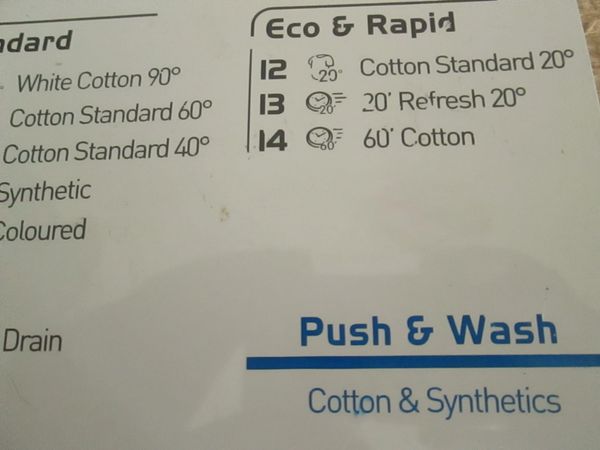 White Cotton 90°
Cotton Standard 60°
Cotton Standard 40°
Synthetic
Coloured
Drain
Eco & Rapid
12 20° Cotton Standard 20°
13 20' 20' Refresh 20°
14 60' 60' Cotton
Push & Wash
Cotton & Synthetics